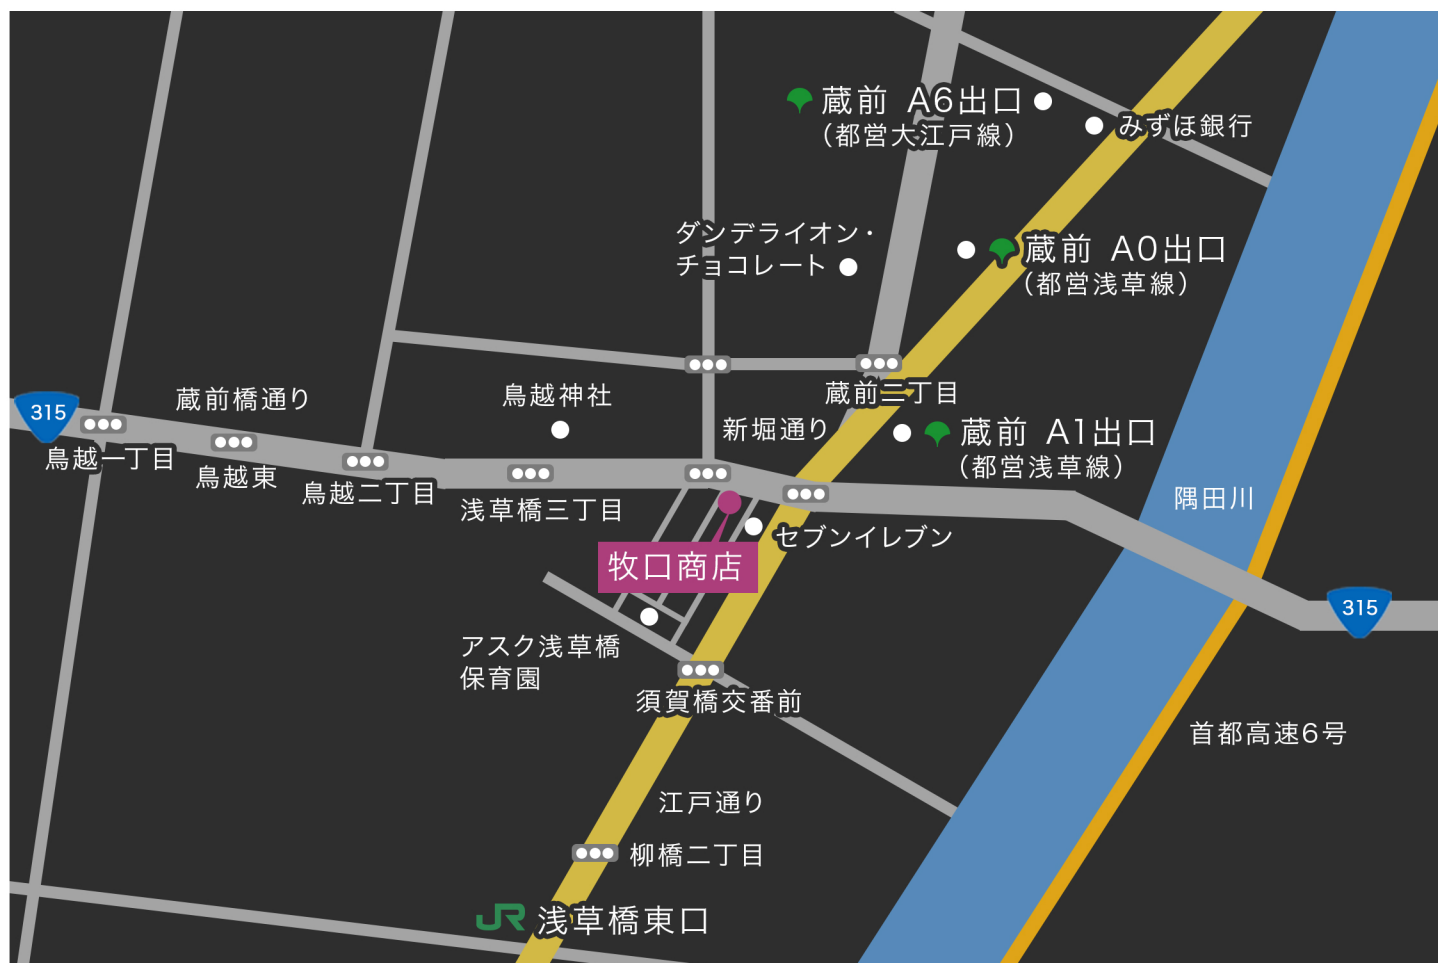 蔵前 A6出口
（都営大江戸線）
みずほ銀行
ダンデライオン・
チョコレート
蔵前 A0出口
（都営浅草線）
315
蔵前橋通り
鳥越神社
蔵前二丁目
新堀通り
蔵前 A1出口
（都営浅草線）
鳥越一丁目
鳥越東
鳥越二丁目
浅草橋三丁目
隅田川
セブンイレブン
牧口商店
315
アスク浅草橋
保育園
須賀橋交番前
首都高速6号
江戸通り
柳橋二丁目
JR 浅草橋東口